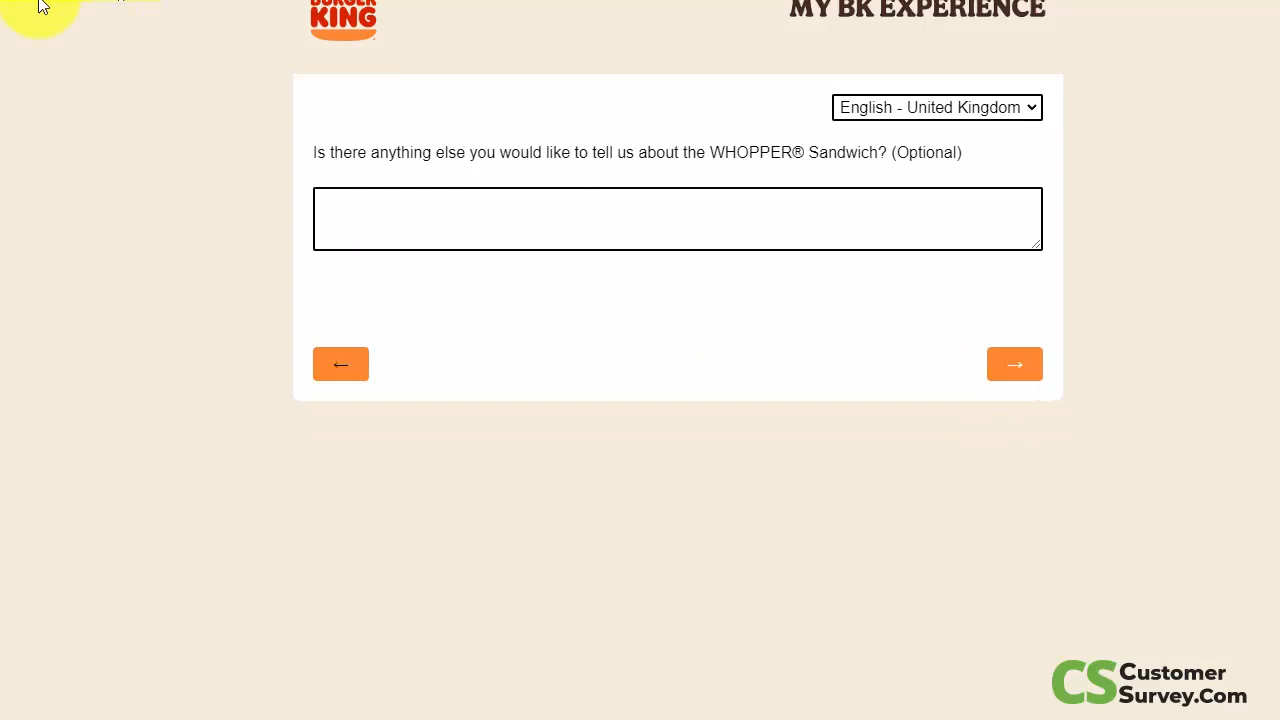 BURGER
KING
MY BK EXPERIENCE
English - United Kingdom
Is there anything else you would like to tell us about the WHOPPER® Sandwich? (Optional)
←
→
CS Customer
Survey.Com